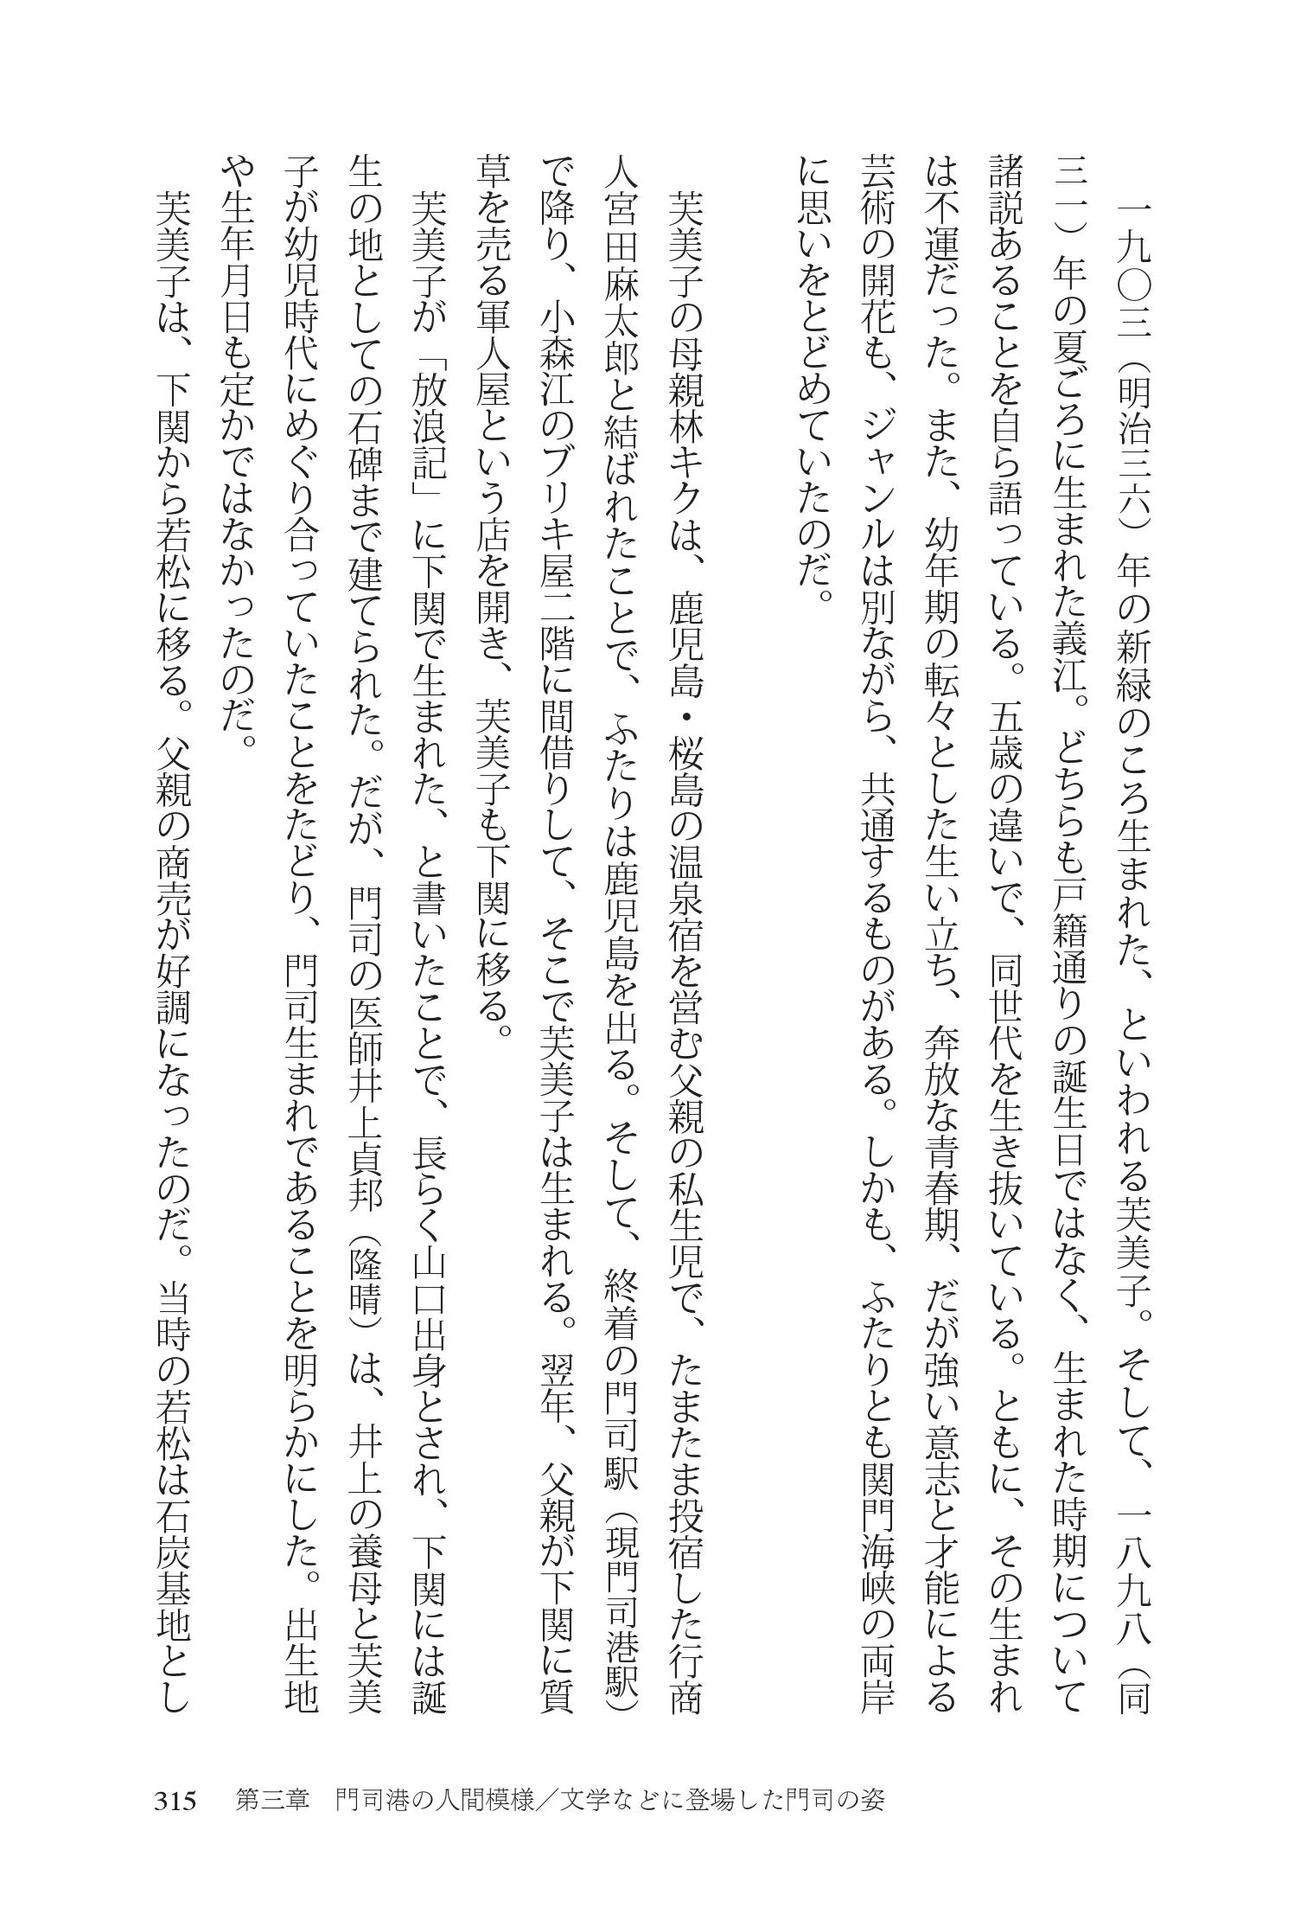 一九〇三（明治三六）年の新緑のころ生まれた、といわれる芙美子。そして、一八九八（同
三一）年の夏ごろに生まれた義江。どちらも戸籍通りの誕生日ではなく、生まれた時期について
諸説あることを自ら語っている。五歳の違いで、同世代を生き抜いている。ともに、その生まれ
は不運だった。また、幼年期の転々とした生い立ち、奔放な青春期、だが強い意志と才能による
芸術の開花も、ジャンルは別ながら、共通するものがある。しかも、ふたりとも関門海峡の両岸
に思いをとどめていたのだ。
芙美子の母親林キクは、鹿児島・桜島の温泉宿を営む父親の私生児で、たまたま投宿した行商
人宮田麻太郎と結ばれたことで、ふたりは鹿児島を出る。そして、終着の門司駅（現門司港駅）
で降り、小森江のブリキ屋二階に間借りして、そこで芙美子は生まれる。翌年、父親が下関に質
草を売る軍人屋という店を開き、芙美子も下関に移る。
芙美子が「放浪記」に下関で生まれた、と書いたことで、長らく山口出身とされ、下関には誕
生の地としての石碑まで建てられた。だが、門司の医師井上貞邦（隆晴）は、井上の養母と芙美
子が幼児時代にめぐり合っていたことをたどり、門司生まれであることを明らかにした。出生地
や生年月日も定かではなかったのだ。
芙美子は、下関から若松に移る。父親の商売が好調になったのだ。当時の若松は石炭基地とし
315 第三章 門司港の人間模様／文学などに登場した門司の姿